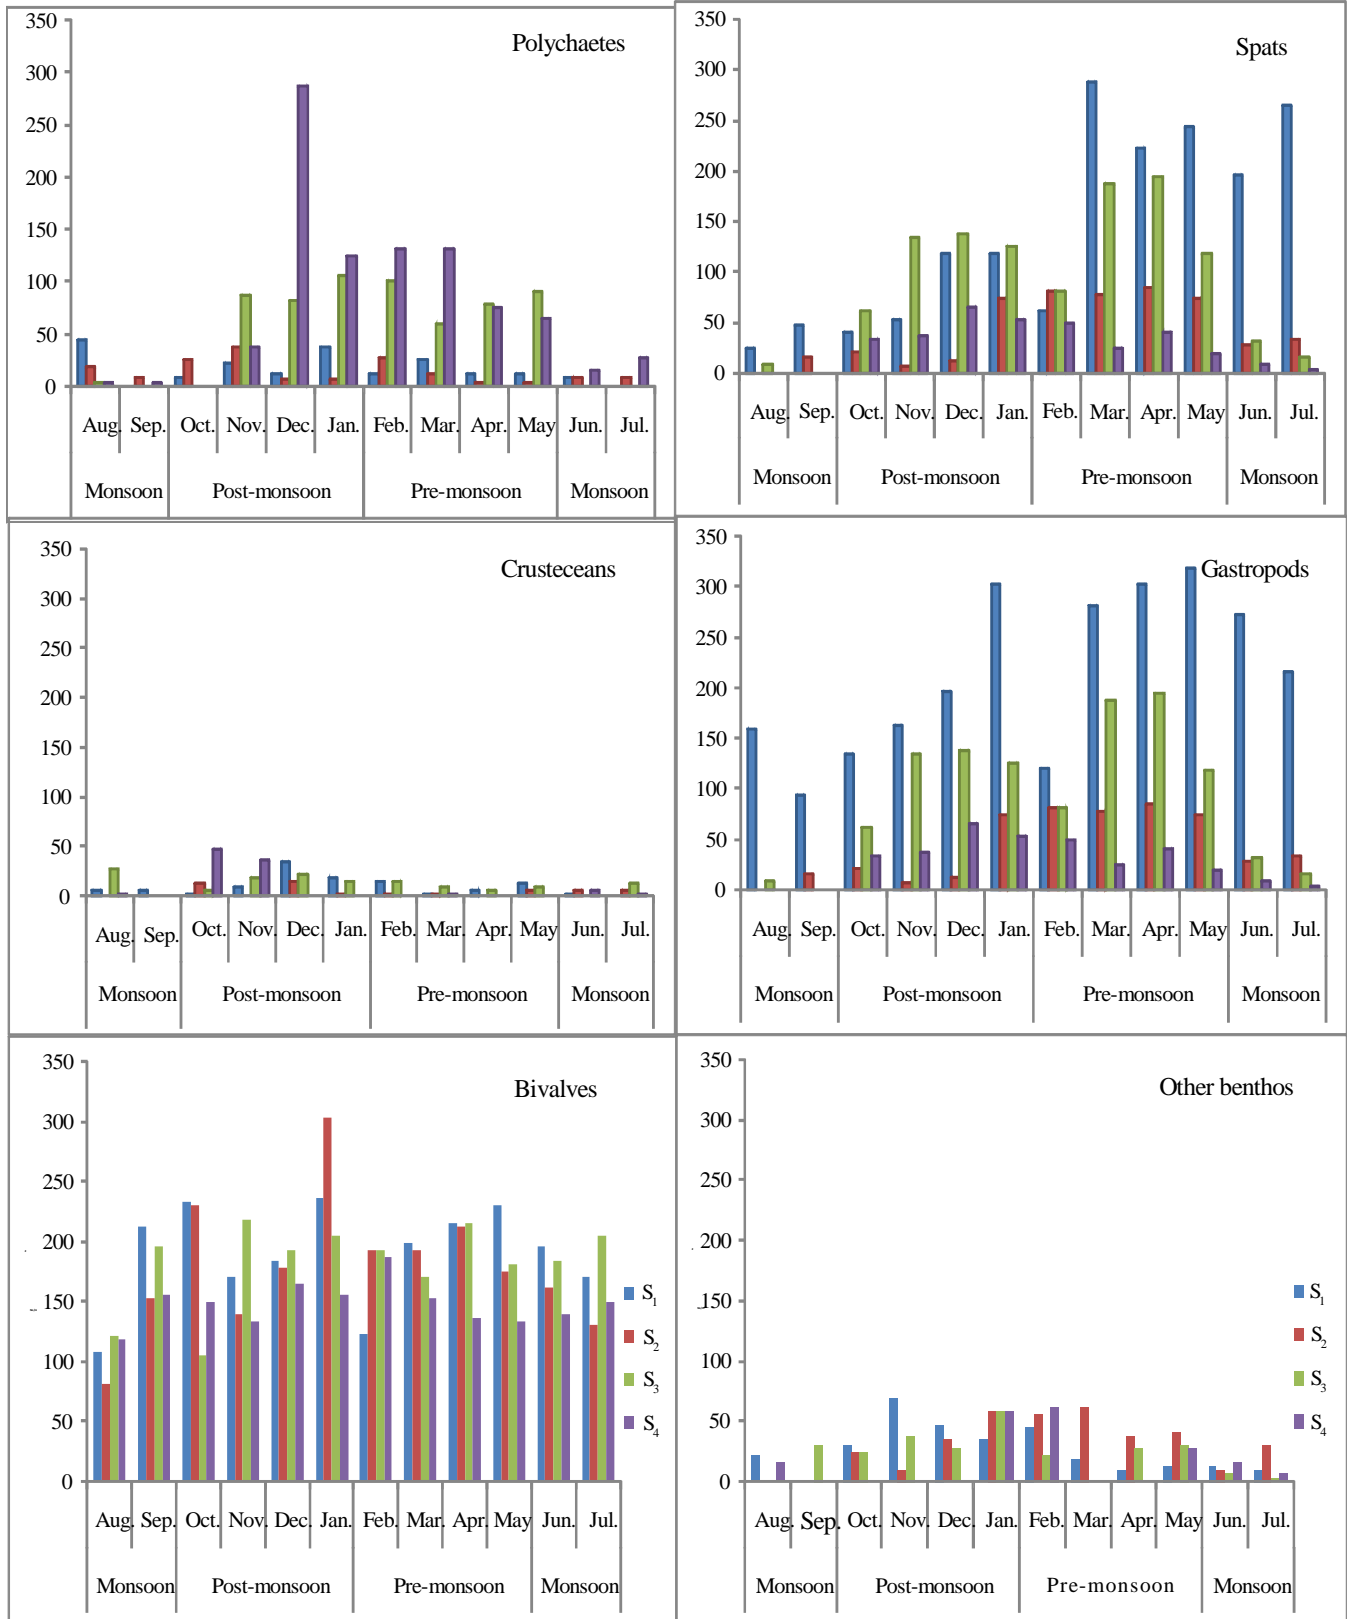 Polychaetes
350
300
250
200
150
100
50
0
Aug. Sep. Oct. Nov. Dec. Jan. Feb. Mar. Apr. May Jun. Jul.
Monsoon Post-monsoon Pre-monsoon Monsoon
Spats
350
300
250
200
150
100
50
0
Aug. Sep. Oct. Nov. Dec. Jan. Feb. Mar. Apr. May Jun. Jul.
Monsoon Post-monsoon Pre-monsoon Monsoon
Crusteceans
350
300
250
200
150
100
50
0
Aug. Sep. Oct. Nov. Dec. Jan. Feb. Mar. Apr. May Jun. Jul.
Monsoon Post-monsoon Pre-monsoon Monsoon
Gastropods
350
300
250
200
150
100
50
0
Aug. Sep. Oct. Nov. Dec. Jan. Feb. Mar. Apr. May Jun. Jul.
Monsoon Post-monsoon Pre-monsoon Monsoon
Bivalves
350
300
250
200
150
100
50
0
Aug. Sep. Oct. Nov. Dec. Jan. Feb. Mar. Apr. May Jun. Jul.
Monsoon Post-monsoon Pre-monsoon Monsoon
S1
S2
S3
S4
Other benthos
350
300
250
200
150
100
50
0
Aug. Sep. Oct. Nov. Dec. Jan. Feb. Mar. Apr. May Jun. Jul.
Monsoon Post-monsoon Pre-monsoon Monsoon
S1
S2
S3
S4